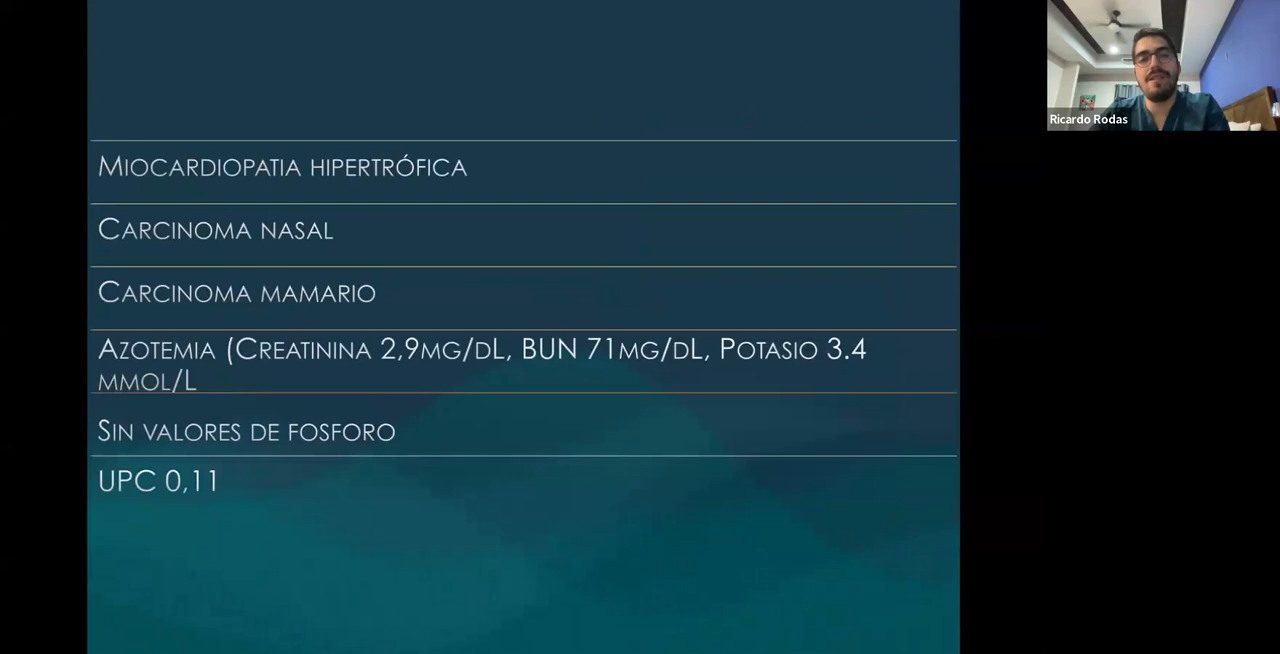 Miocardiopatia hipertrófica
Carcinoma nasal
Carcinoma mamario
Azotemia (Creatinina 2,9mg/dL, BUN 71mg/dL, Potasio 3.4
mmol/L
Sin valores de fosforo
UPC 0,11
Ricardo Rodas